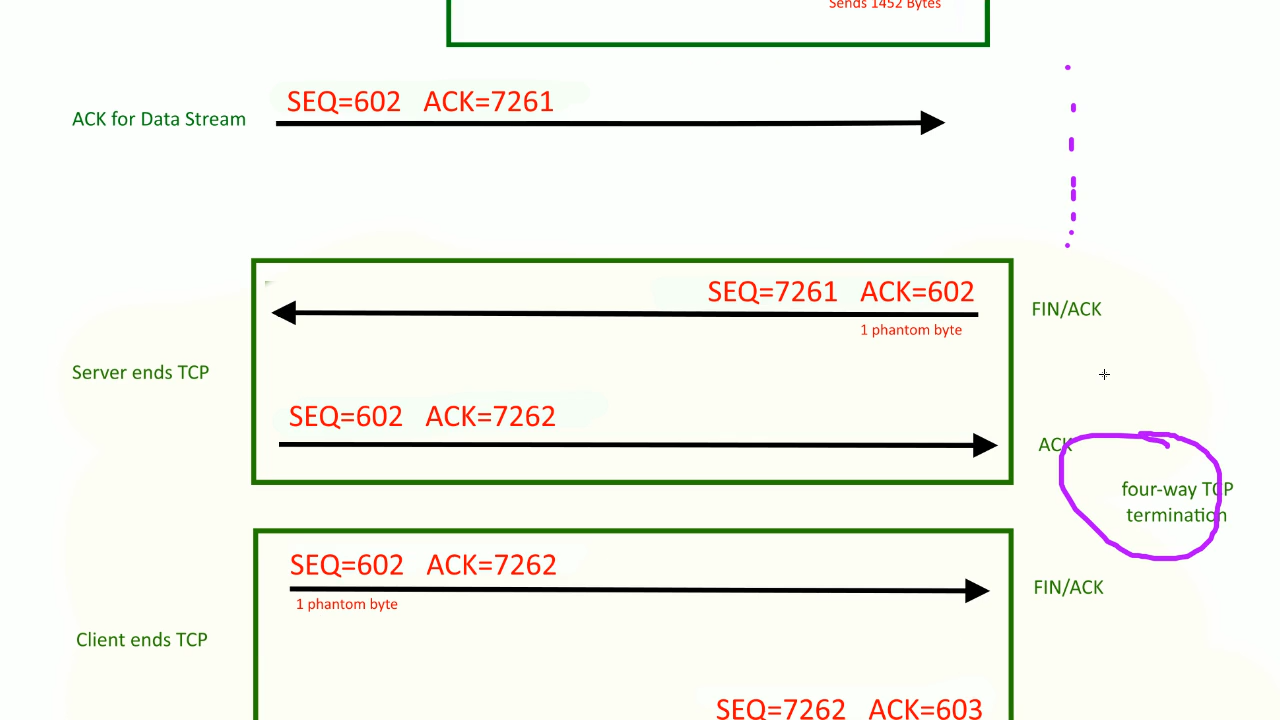 Sends 1452 Bytes
SEQ=602 ACK=7261
ACK for Data Stream
SEQ=7261 ACK=602
FIN/ACK
1 phantom byte
Server ends TCP
SEQ=602 ACK=7262
ACK
four-way TCP
termination
SEQ=602 ACK=7262
FIN/ACK
1 phantom byte
Client ends TCP
SEQ=7262 ACK=603